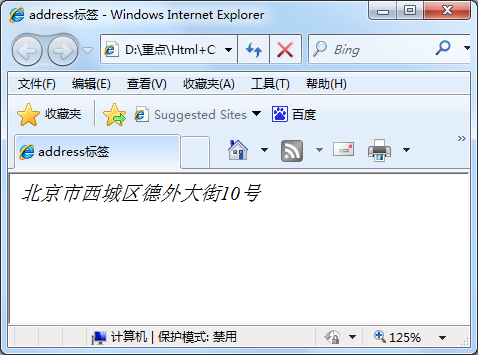 address标签 - Windows Internet Explorer
D:\重点\Html+C
Bing
文件(F) 编辑(E) 查看(V) 收藏夹(A) 工具(T) 帮助(H)
收藏夹 Suggested Sites 百度
address标签
北京市西城区德外大街10号
计算机 | 保护模式: 禁用 125%